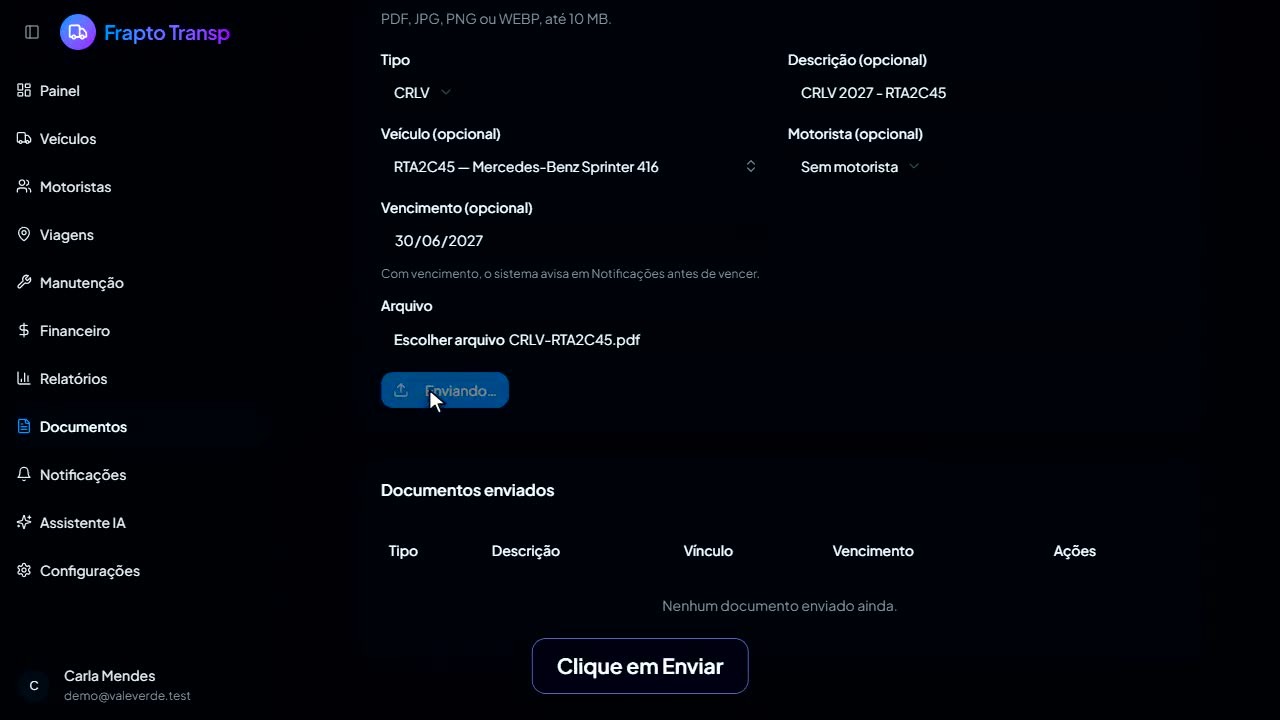 Frapto Transp
Painel
Veículos
Motoristas
Viagens
Manutenção
Financeiro
Relatórios
Documentos
Notificações
Assistente IA
Configurações
C
Carla Mendes
demo@valeverde.test
PDF, JPG, PNG ou WEBP, até 10 MB.
Tipo
CRLV
Descrição (opcional)
CRLV 2027 - RTA2C45
Veículo (opcional)
RTA2C45 — Mercedes-Benz Sprinter 416
Motorista (opcional)
Sem motorista
Vencimento (opcional)
30/06/2027
Com vencimento, o sistema avisa em Notificações antes de vencer.
Arquivo
Escolher arquivo CRLV-RTA2C45.pdf
Enviando...
Documentos enviados
Tipo Descrição Vínculo Vencimento Ações
Nenhum documento enviado ainda.
Clique em Enviar